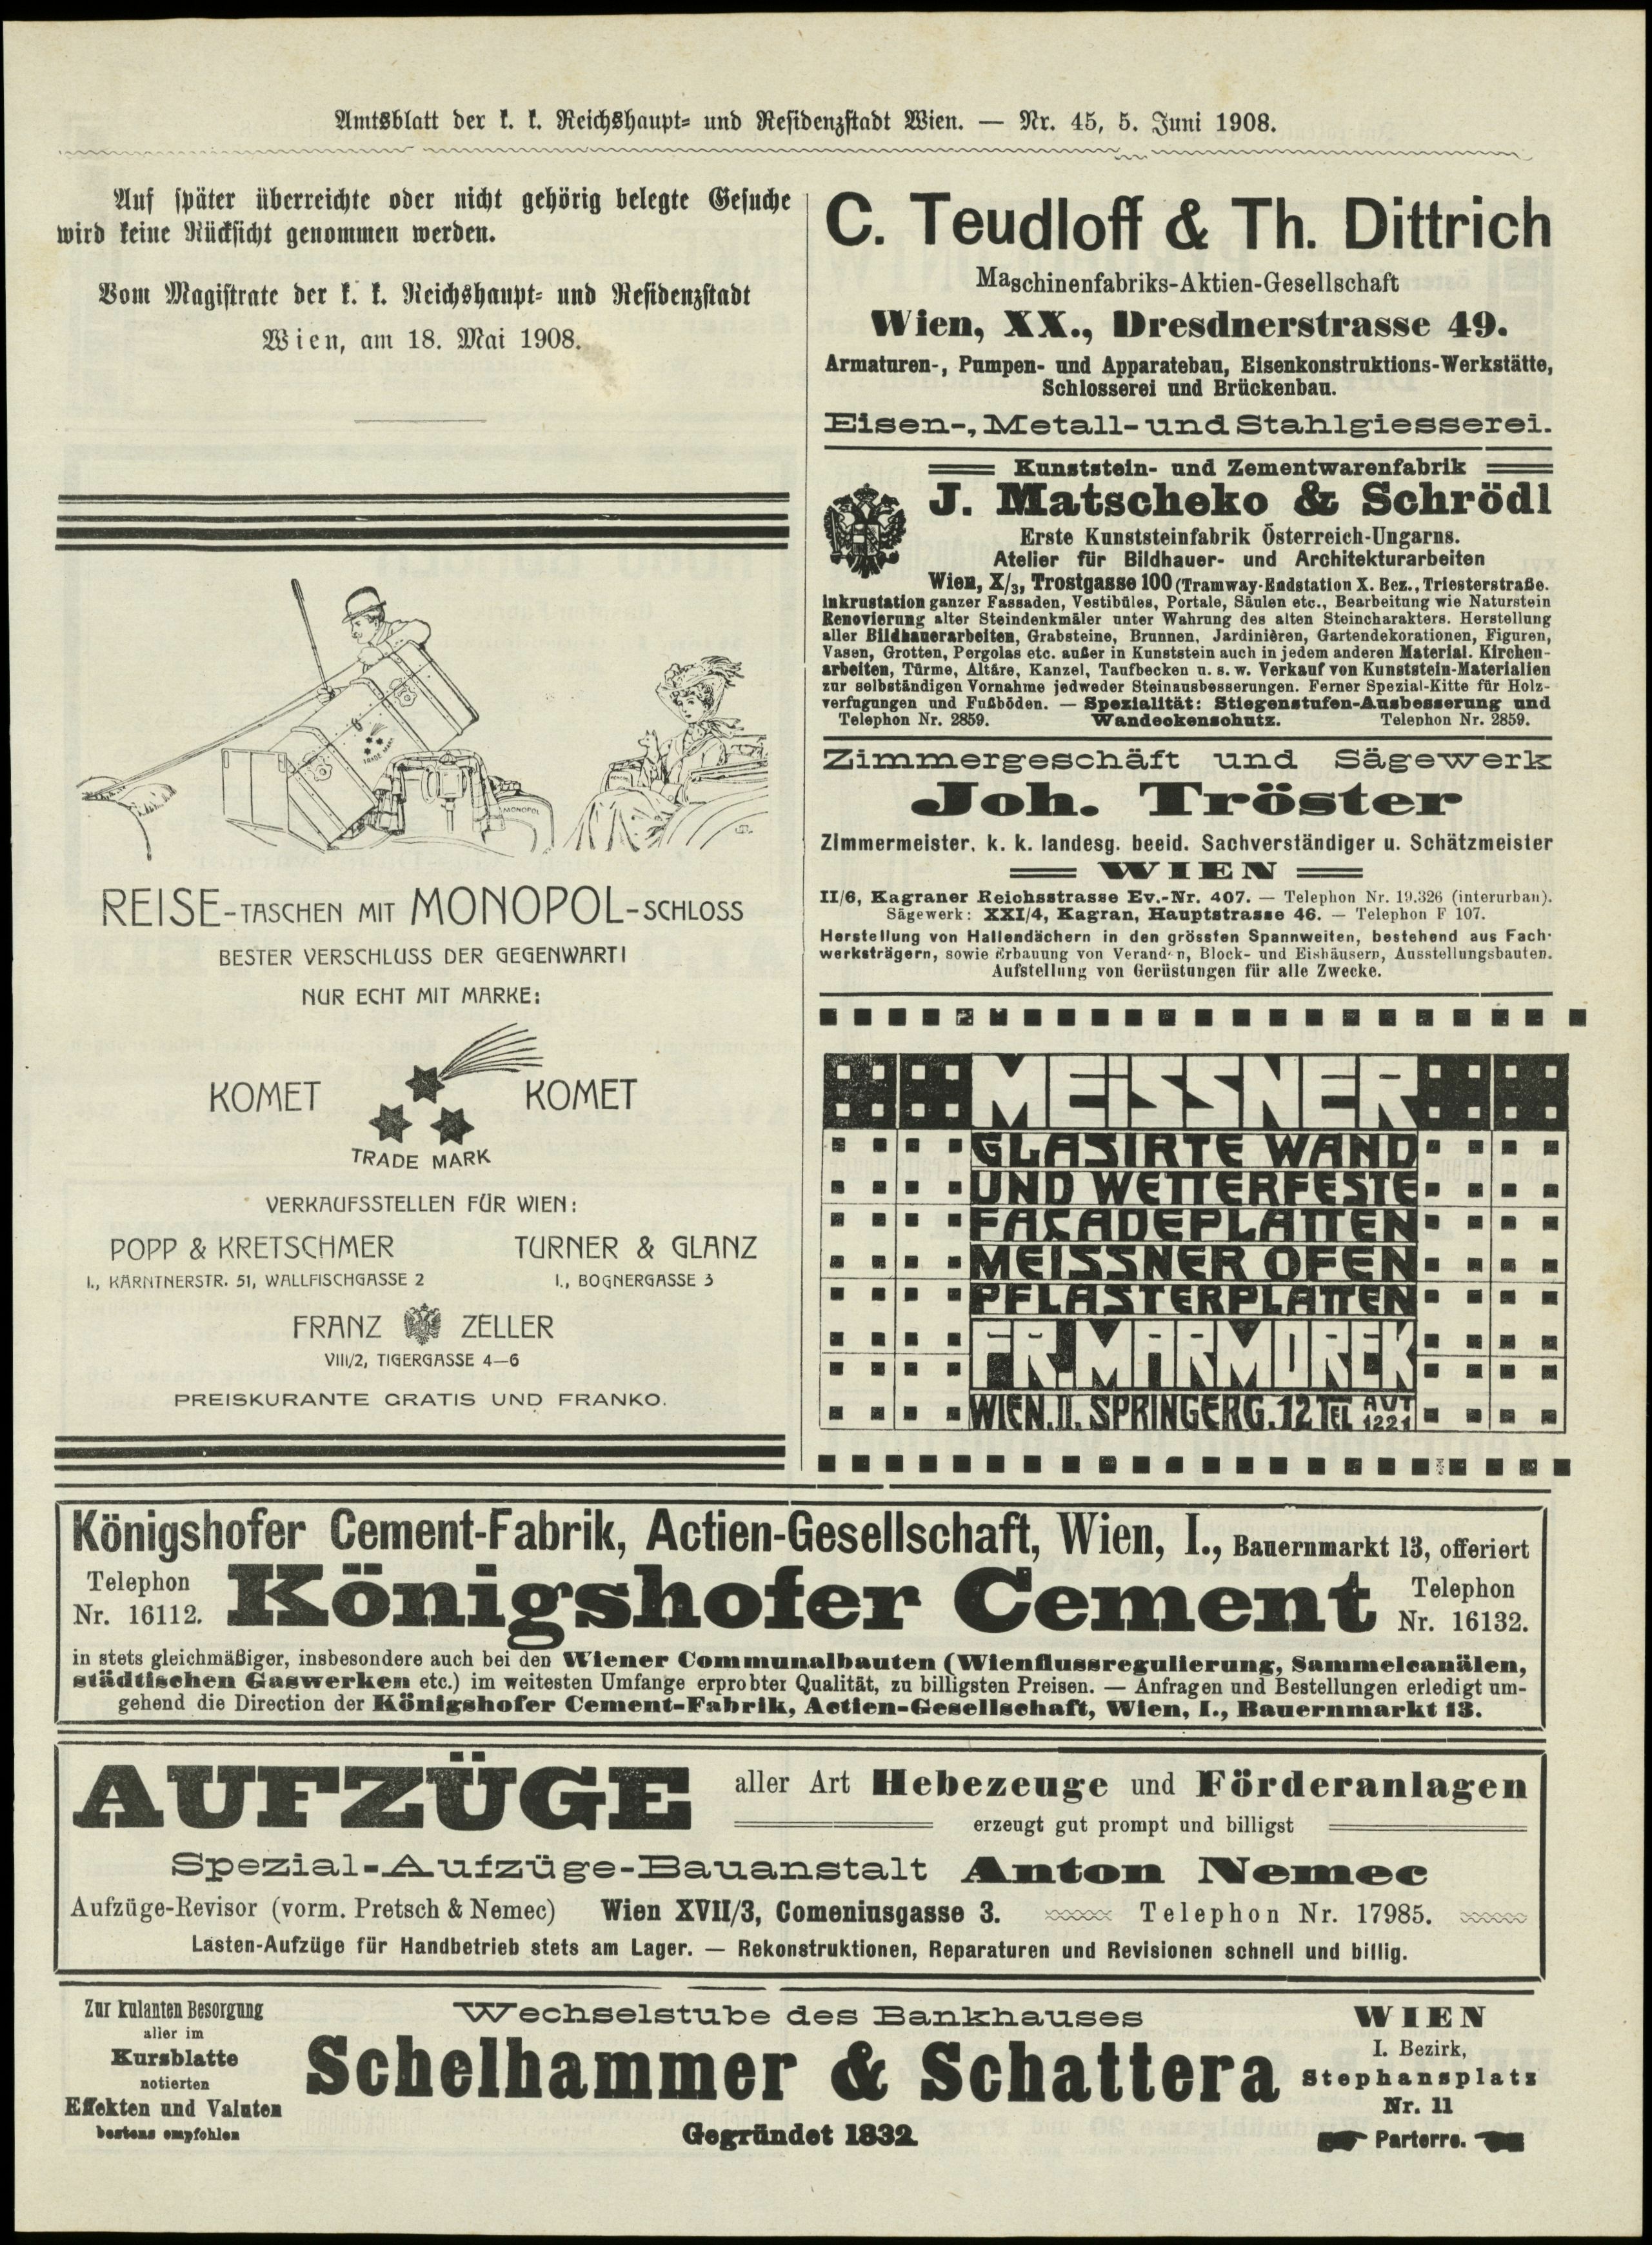 Amtsblatt der k. k. Reichshaupt- und Residenzstadt Wien. — Nr. 45, 5. Juni 1908.
Auf später überreichte oder nicht gehörig belegte Gesuche
wird keine Rücksicht genommen werden.
Vom Magistrate der k. k. Reichshaupt- und Residenzstadt
Wien, am 18. Mai 1908.
TRADE MARK
MONOPOL
REISE-TASCHEN MIT MONOPOL-SCHLOSS
BESTER VERSCHLUSS DER GEGENWART!
NUR ECHT MIT MARKE:
KOMET KOMET
TRADE MARK
VERKAUFSSTELLEN FÜR WIEN:
POPP & KRETSCHMER TURNER & GLANZ
I., KÄRNTNERSTR. 51, WALLFISCHGASSE 2 I., BOGNERGASSE 3
FRANZ ZELLER
VIII/2, TIGERGASSE 4—6
PREISKURANTE GRATIS UND FRANKO.
C. Teudloff & Th. Dittrich
Maschinenfabriks-Aktien-Gesellschaft
Wien, XX., Dresdnerstrasse 49.
Armaturen-, Pumpen- und Apparatebau, Eisenkonstruktions-Werkstätte,
Schlosserei und Brückenbau.
Eisen-, Metall- und Stahlgiesserei.
Kunststein- und Zementwarenfabrik
J. Matscheko & Schrödl
Erste Kunststeinfabrik Österreich-Ungarns.
Atelier für Bildhauer- und Architekturarbeiten
Wien, X/3, Trostgasse 100 (Tramway-Endstation X. Bez., Triesterstraße.
Inkrustation ganzer Fassaden, Vestibüles, Portale, Säulen etc., Bearbeitung wie Naturstein
Renovierung alter Steindenkmäler unter Wahrung des alten Steincharakters. Herstellung
aller Bildhauerarbeiten, Grabsteine, Brunnen, Jardinièren, Gartendekorationen, Figuren,
Vasen, Grotten, Pergolas etc. außer in Kunststein auch in jedem anderen Material. Kirchen-
arbeiten, Türme, Altäre, Kanzel, Taufbecken u. s. w. Verkauf von Kunststein-Materialien
zur selbständigen Vornahme jedweder Steinausbesserungen. Ferner Spezial-Kitte für Holz-
verfugungen und Fußböden. — Spezialität: Stiegenstufen-Ausbesserung und
Telephon Nr. 2859. Wandeckenschutz. Telephon Nr. 2859.
Zimmergeschäft und Sägewerk
Joh. Tröster
Zimmermeister, k. k. landesg. beeid. Sachverständiger u. Schätzmeister
WIEN
II/6, Kagraner Reichsstrasse Ev.-Nr. 407. — Telephon Nr. 19.326 (interurban).
Sägewerk: XXI/4, Kagran, Hauptstrasse 46. — Telephon F 107.
Herstellung von Hallendächern in den grössten Spannweiten, bestehend aus Fach-
werksträgern, sowie Erbauung von Veranden, Block- und Eishäusern, Ausstellungsbauten.
Aufstellung von Gerüstungen für alle Zwecke.
MEISSNER
GLASIRTE WAND
UND WETTERFESTE
FAÇADEPLATTEN
MEISSNER OFEN
PFLASTERPLATTEN
FR. MARMOREK
WIEN. II. SPRINGERG. 12 TEL AUT 1221
Königshofer Cement-Fabrik, Actien-Gesellschaft, Wien, I., Bauernmarkt 13, offeriert
Telephon Nr. 16112. Königshofer Cement Telephon Nr. 16132.
in stets gleichmäßiger, insbesondere auch bei den Wiener Communalbauten (Wienflussregulierung, Sammelcanälen,
städtischen Gaswerken etc.) im weitesten Umfange erprobter Qualität, zu billigsten Preisen. — Anfragen und Bestellungen erledigt um-
gehend die Direction der Königshofer Cement-Fabrik, Actien-Gesellschaft, Wien, I., Bauernmarkt 13.
AUFZÜGE aller Art Hebezeuge und Förderanlagen
erzeugt gut prompt und billigst
Spezial-Aufzüge-Bauanstalt Anton Nemec
Aufzüge-Revisor (vorm. Pretsch & Nemec) Wien XVII/3, Comeniusgasse 3. Telephon Nr. 17985.
Lasten-Aufzüge für Handbetrieb stets am Lager. — Rekonstruktionen, Reparaturen und Revisionen schnell und billig.
Zur kulanten Besorgung
aller im
Kursblatte
notierten
Effekten und Valuten
bestens empfohlen
Wechselstube des Bankhauses
Schelhammer & Schattera
Gegründet 1832
WIEN
I. Bezirk,
Stephansplatz
Nr. 11
Parterre.